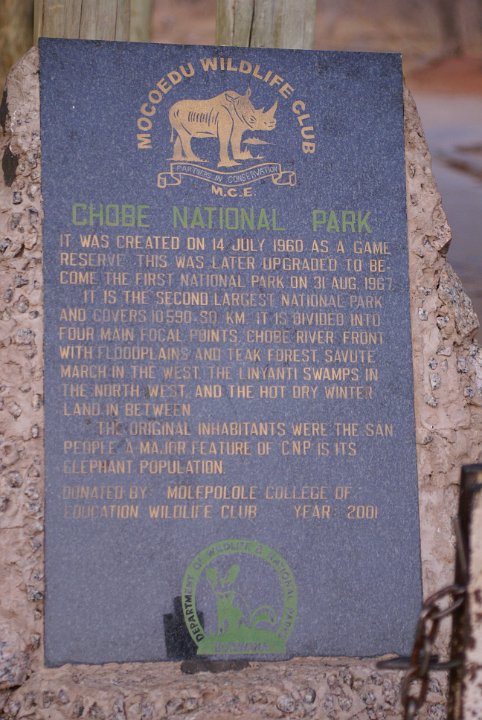 MOCOEDU WILDLIFE CLUB
PARTNERS IN CONSERVATION
M.C.E.
CHOBE NATIONAL PARK
IT WAS CREATED ON 14 JULY 1960 AS A GAME
RESERVE. THIS WAS LATER UPGRADED TO BE-
COME THE FIRST NATIONAL PARK ON 31 AUG. 1967.
IT IS THE SECOND LARGEST NATIONAL PARK
AND COVERS 10590 SQ. KM. IT IS DIVIDED INTO
FOUR MAIN FOCAL POINTS, CHOBE RIVER FRONT
WITH FLOODPLAINS AND TEAK FOREST, SAVUTE
MARCH IN THE WEST, THE LINYANTI SWAMPS IN
THE NORTH WEST, AND THE HOT DRY WINTER
LAND IN BETWEEN.
THE ORIGINAL INHABITANTS WERE THE SAN
PEOPLE. A MAJOR FEATURE OF CNP IS ITS
ELEPHANT POPULATION.
DONATED BY: MOLEPOLOLE COLLEGE OF
EDUCATION WILDLIFE CLUB YEAR: 2001
DEPARTMENT OF WILDLIFE & NATIONAL PARKS